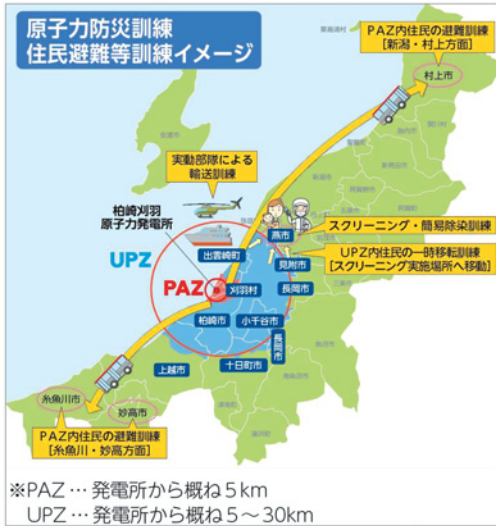 原子力防災訓練
住民避難等訓練イメージ
PAZ内住民の避難訓練
[新潟・村上方面]
村上市
実動部隊による
輸送訓練
柏崎刈羽
原子力発電所
スクリーニング・簡易除染訓練
燕市
UPZ
出雲崎町
見附市
UPZ内住民の一時移転訓練
[スクリーニング実施場所へ移動]
PAZ
刈羽村
長岡市
柏崎市
小千谷市
長岡市
上越市
十日町市
糸魚川市
妙高市
PAZ内住民の避難訓練
[糸魚川・妙高方面]
※PAZ … 発電所から概ね5km
UPZ … 発電所から概ね5～30km